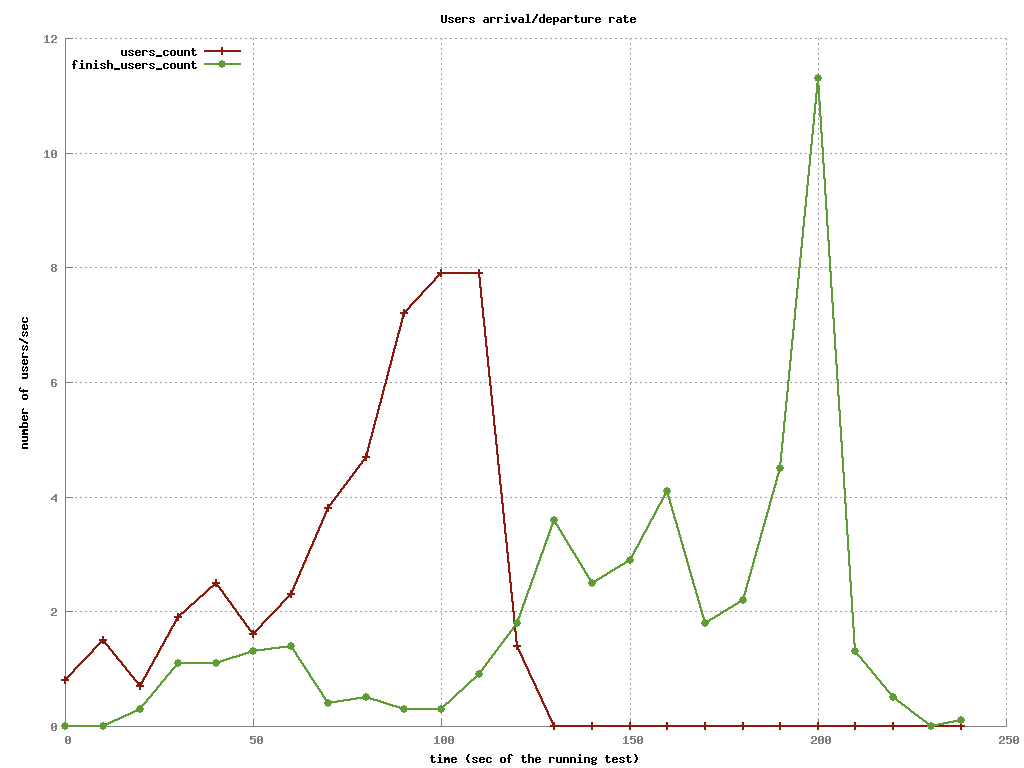 Users arrival/departure rate
users_count
finish_users_count
12
10
8
6
4
2
0
number of users/sec
0 50 100 150 200 250
time (sec of the running test)